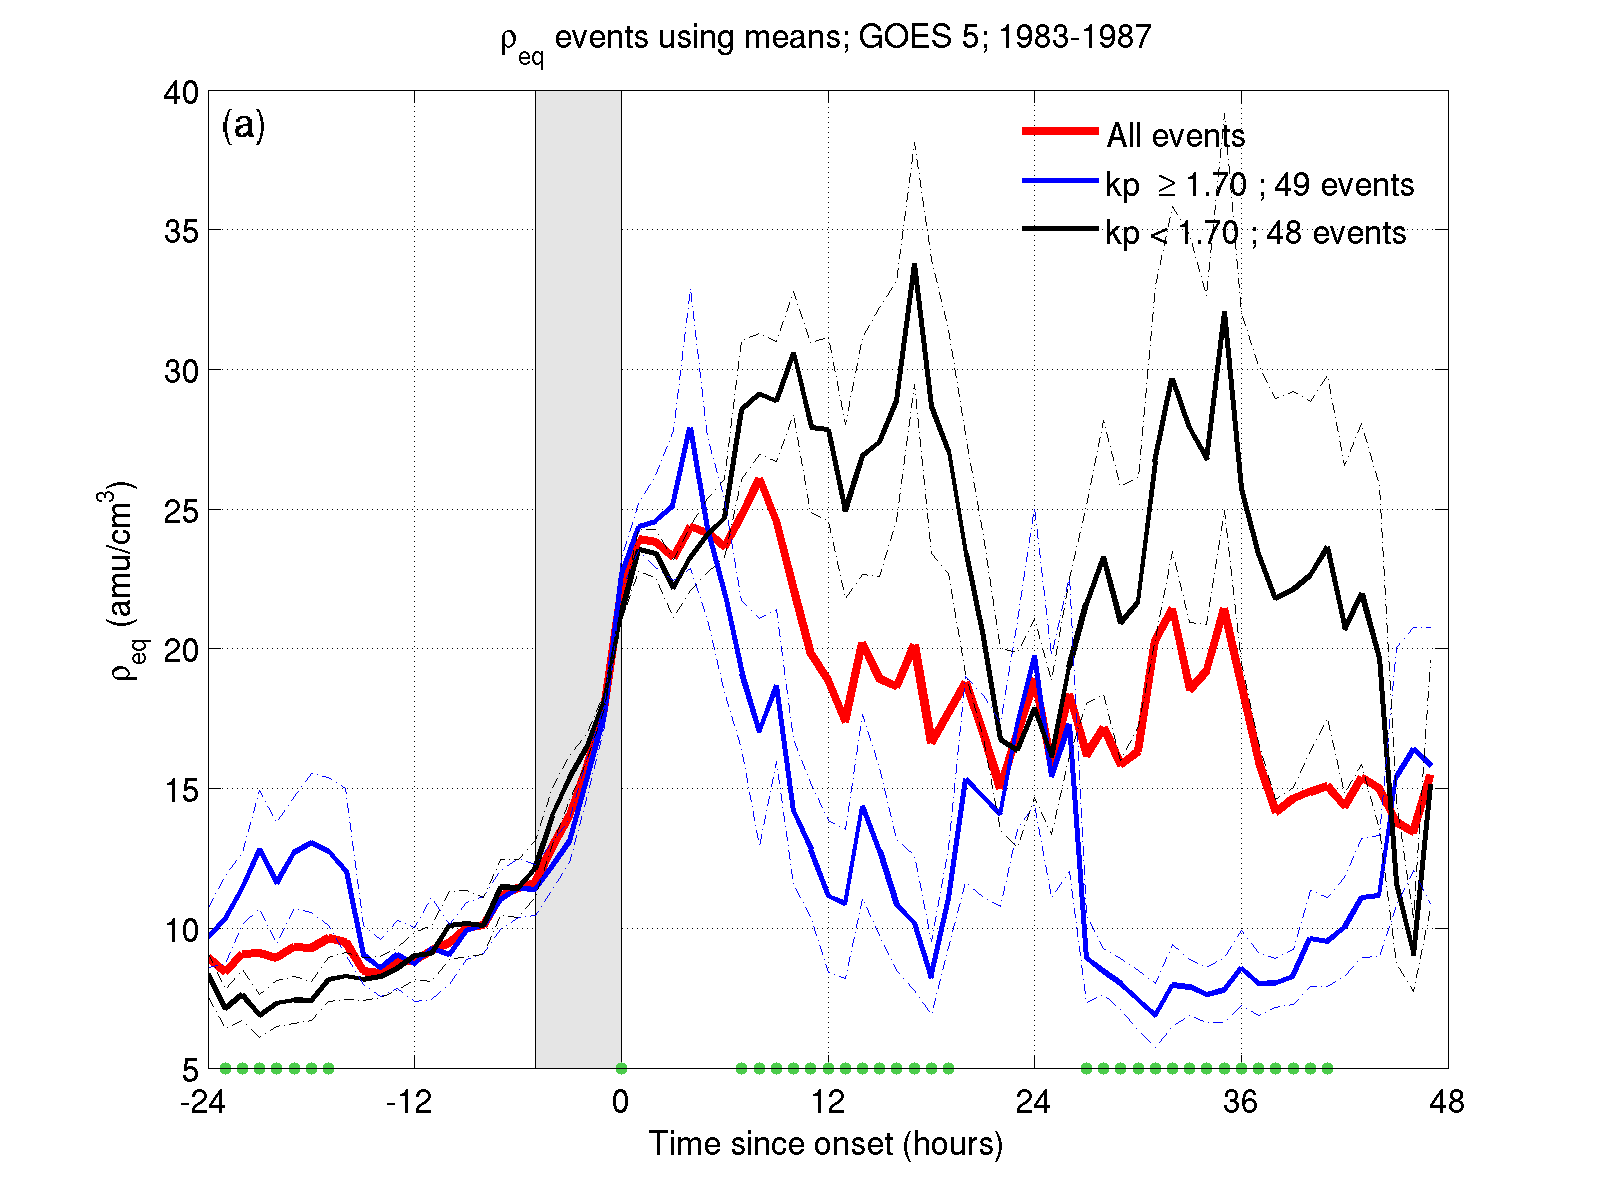 ρeq events using means; GOES 5; 1983-1987
(a)
All events
kp ≥ 1.70 ; 49 events
kp < 1.70 ; 48 events
ρeq (amu/cm3)
40
35
30
25
20
15
10
5
-24 -12 0 12 24 36 48
Time since onset (hours)